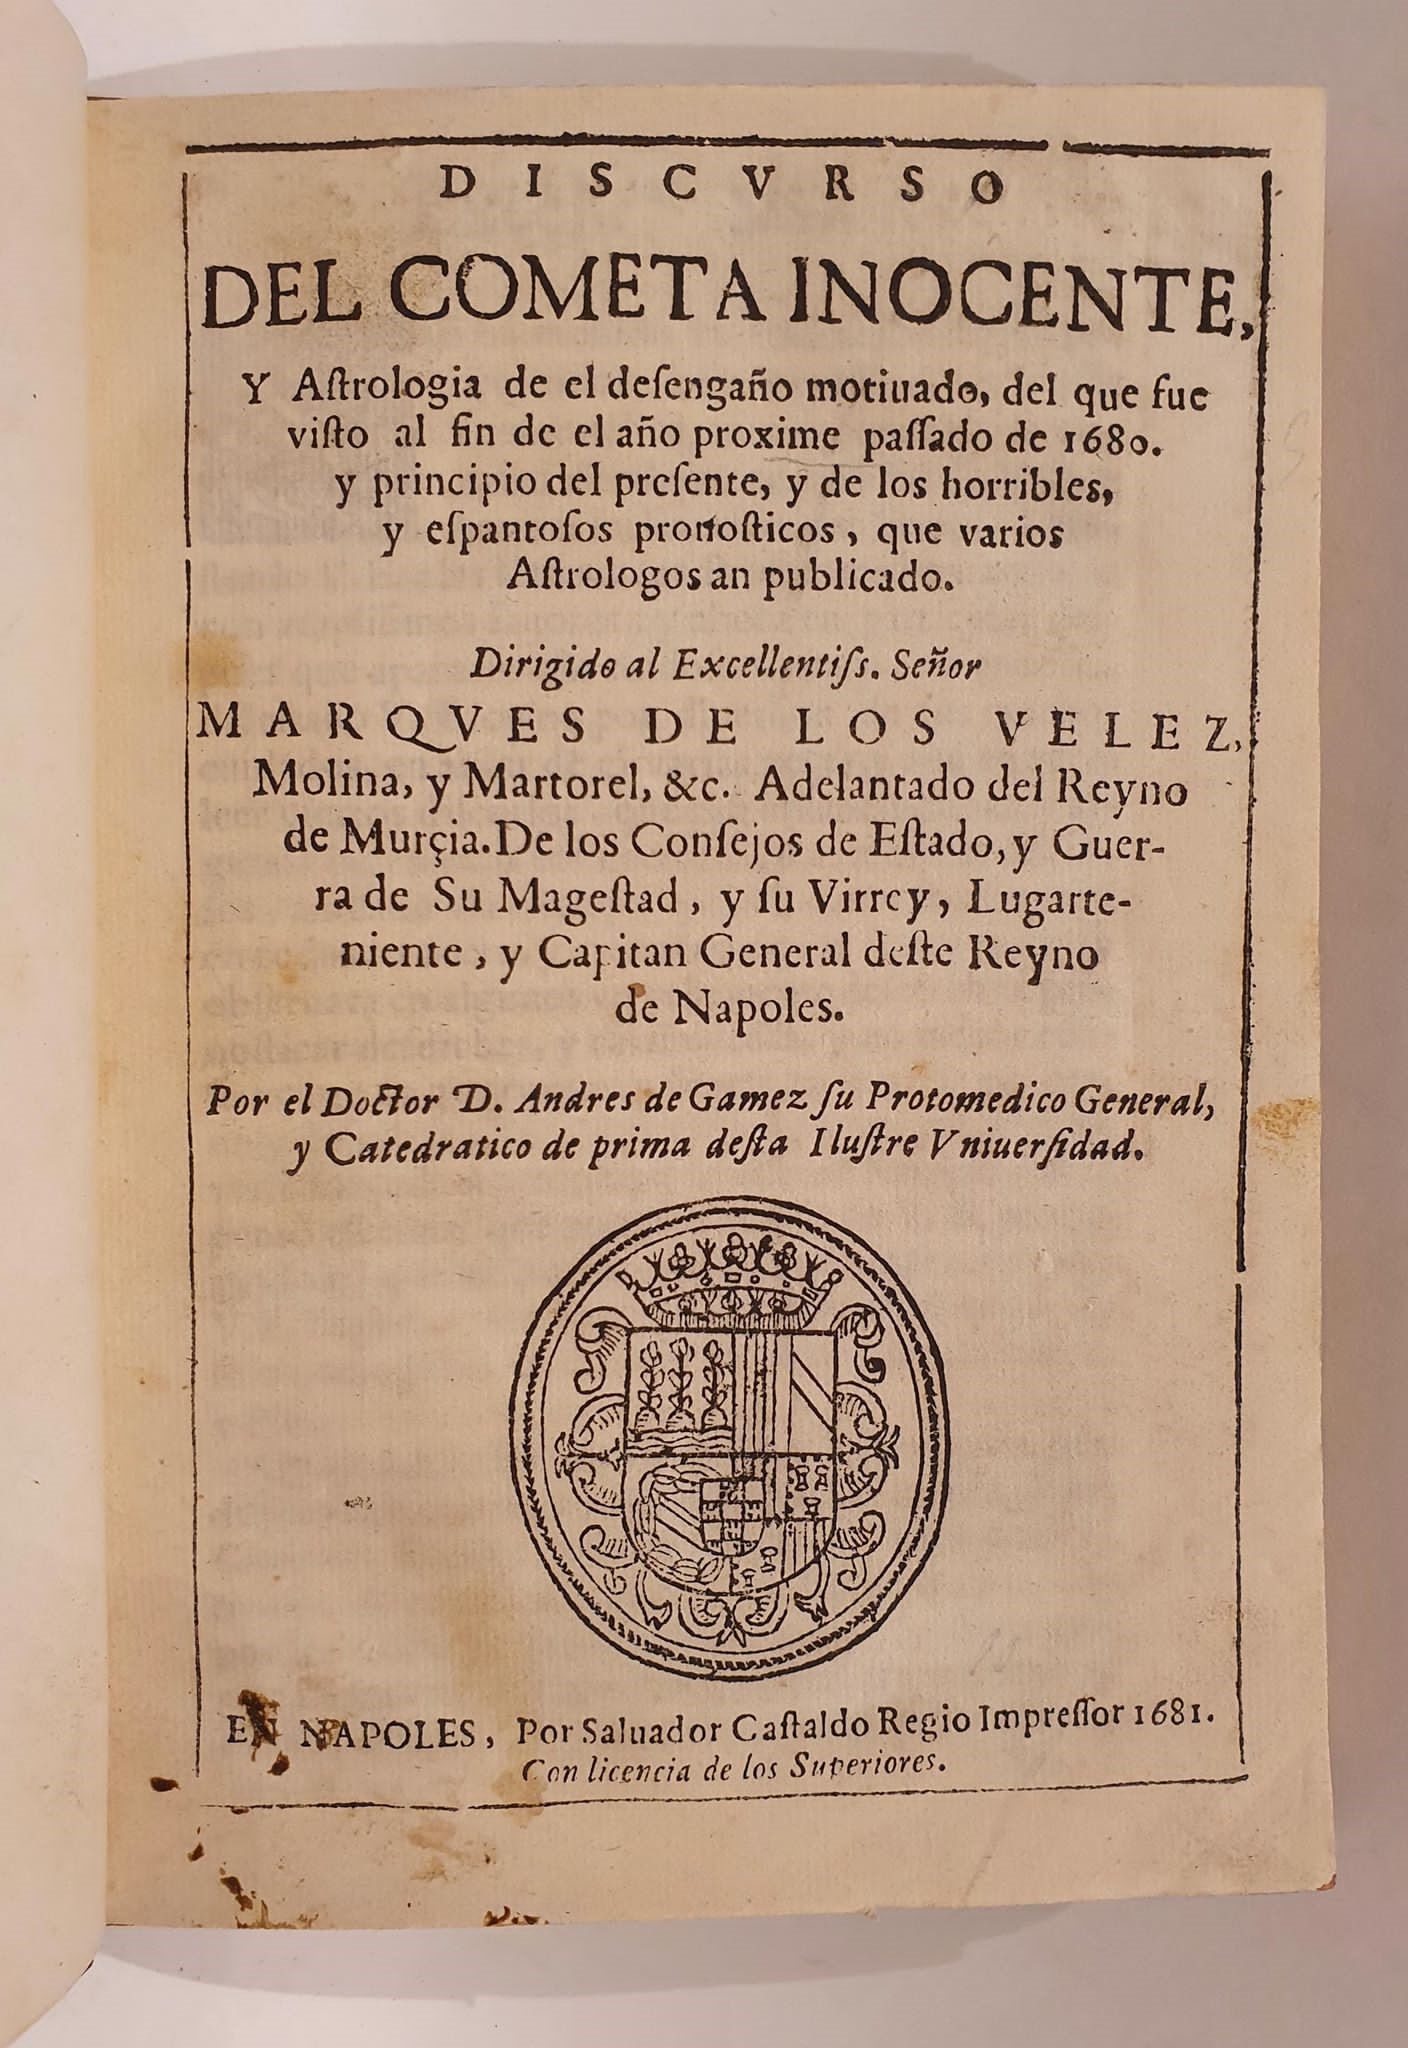 DISCVRSO
DEL COMETA INOCENTE,
Y Aſtrologia de el deſengaño motiuado, del que fue
viſto al fin de el año proxime paſſado de 1680.
y principio del preſente, y de los horribles,
y eſpantoſos pronoſticos, que varios
Aſtrologos an publicado.
Dirigido al Excellentiſs. Señor
MARQVES DE LOS VELEZ,
Molina, y Martorel, &c. Adelantado del Reyno
de Murçia. De los Conſejos de Eſtado, y Guer-
ra de Su Mageſtad, y ſu Virrey, Lugarte-
niente, y Capitan General deſte Reyno
de Napoles.
Por el Doctor D. Andres de Gamez ſu Protomedico General,
y Catedratico de prima deſta Iluſtre Vniuerſidad.
EN NAPOLES, Por Saluador Caſtaldo Regio Impreſſor 1681.
Con licencia de los Superiores.